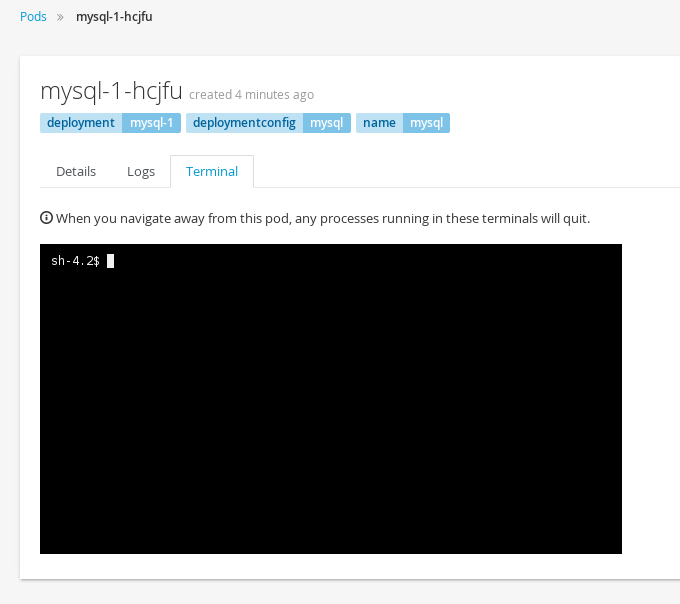 Pods » mysql-1-hcjfu
mysql-1-hcjfu created 4 minutes ago
deployment mysql-1 deploymentconfig mysql name mysql
Details Logs Terminal
When you navigate away from this pod, any processes running in these terminals will quit.
sh-4.2$